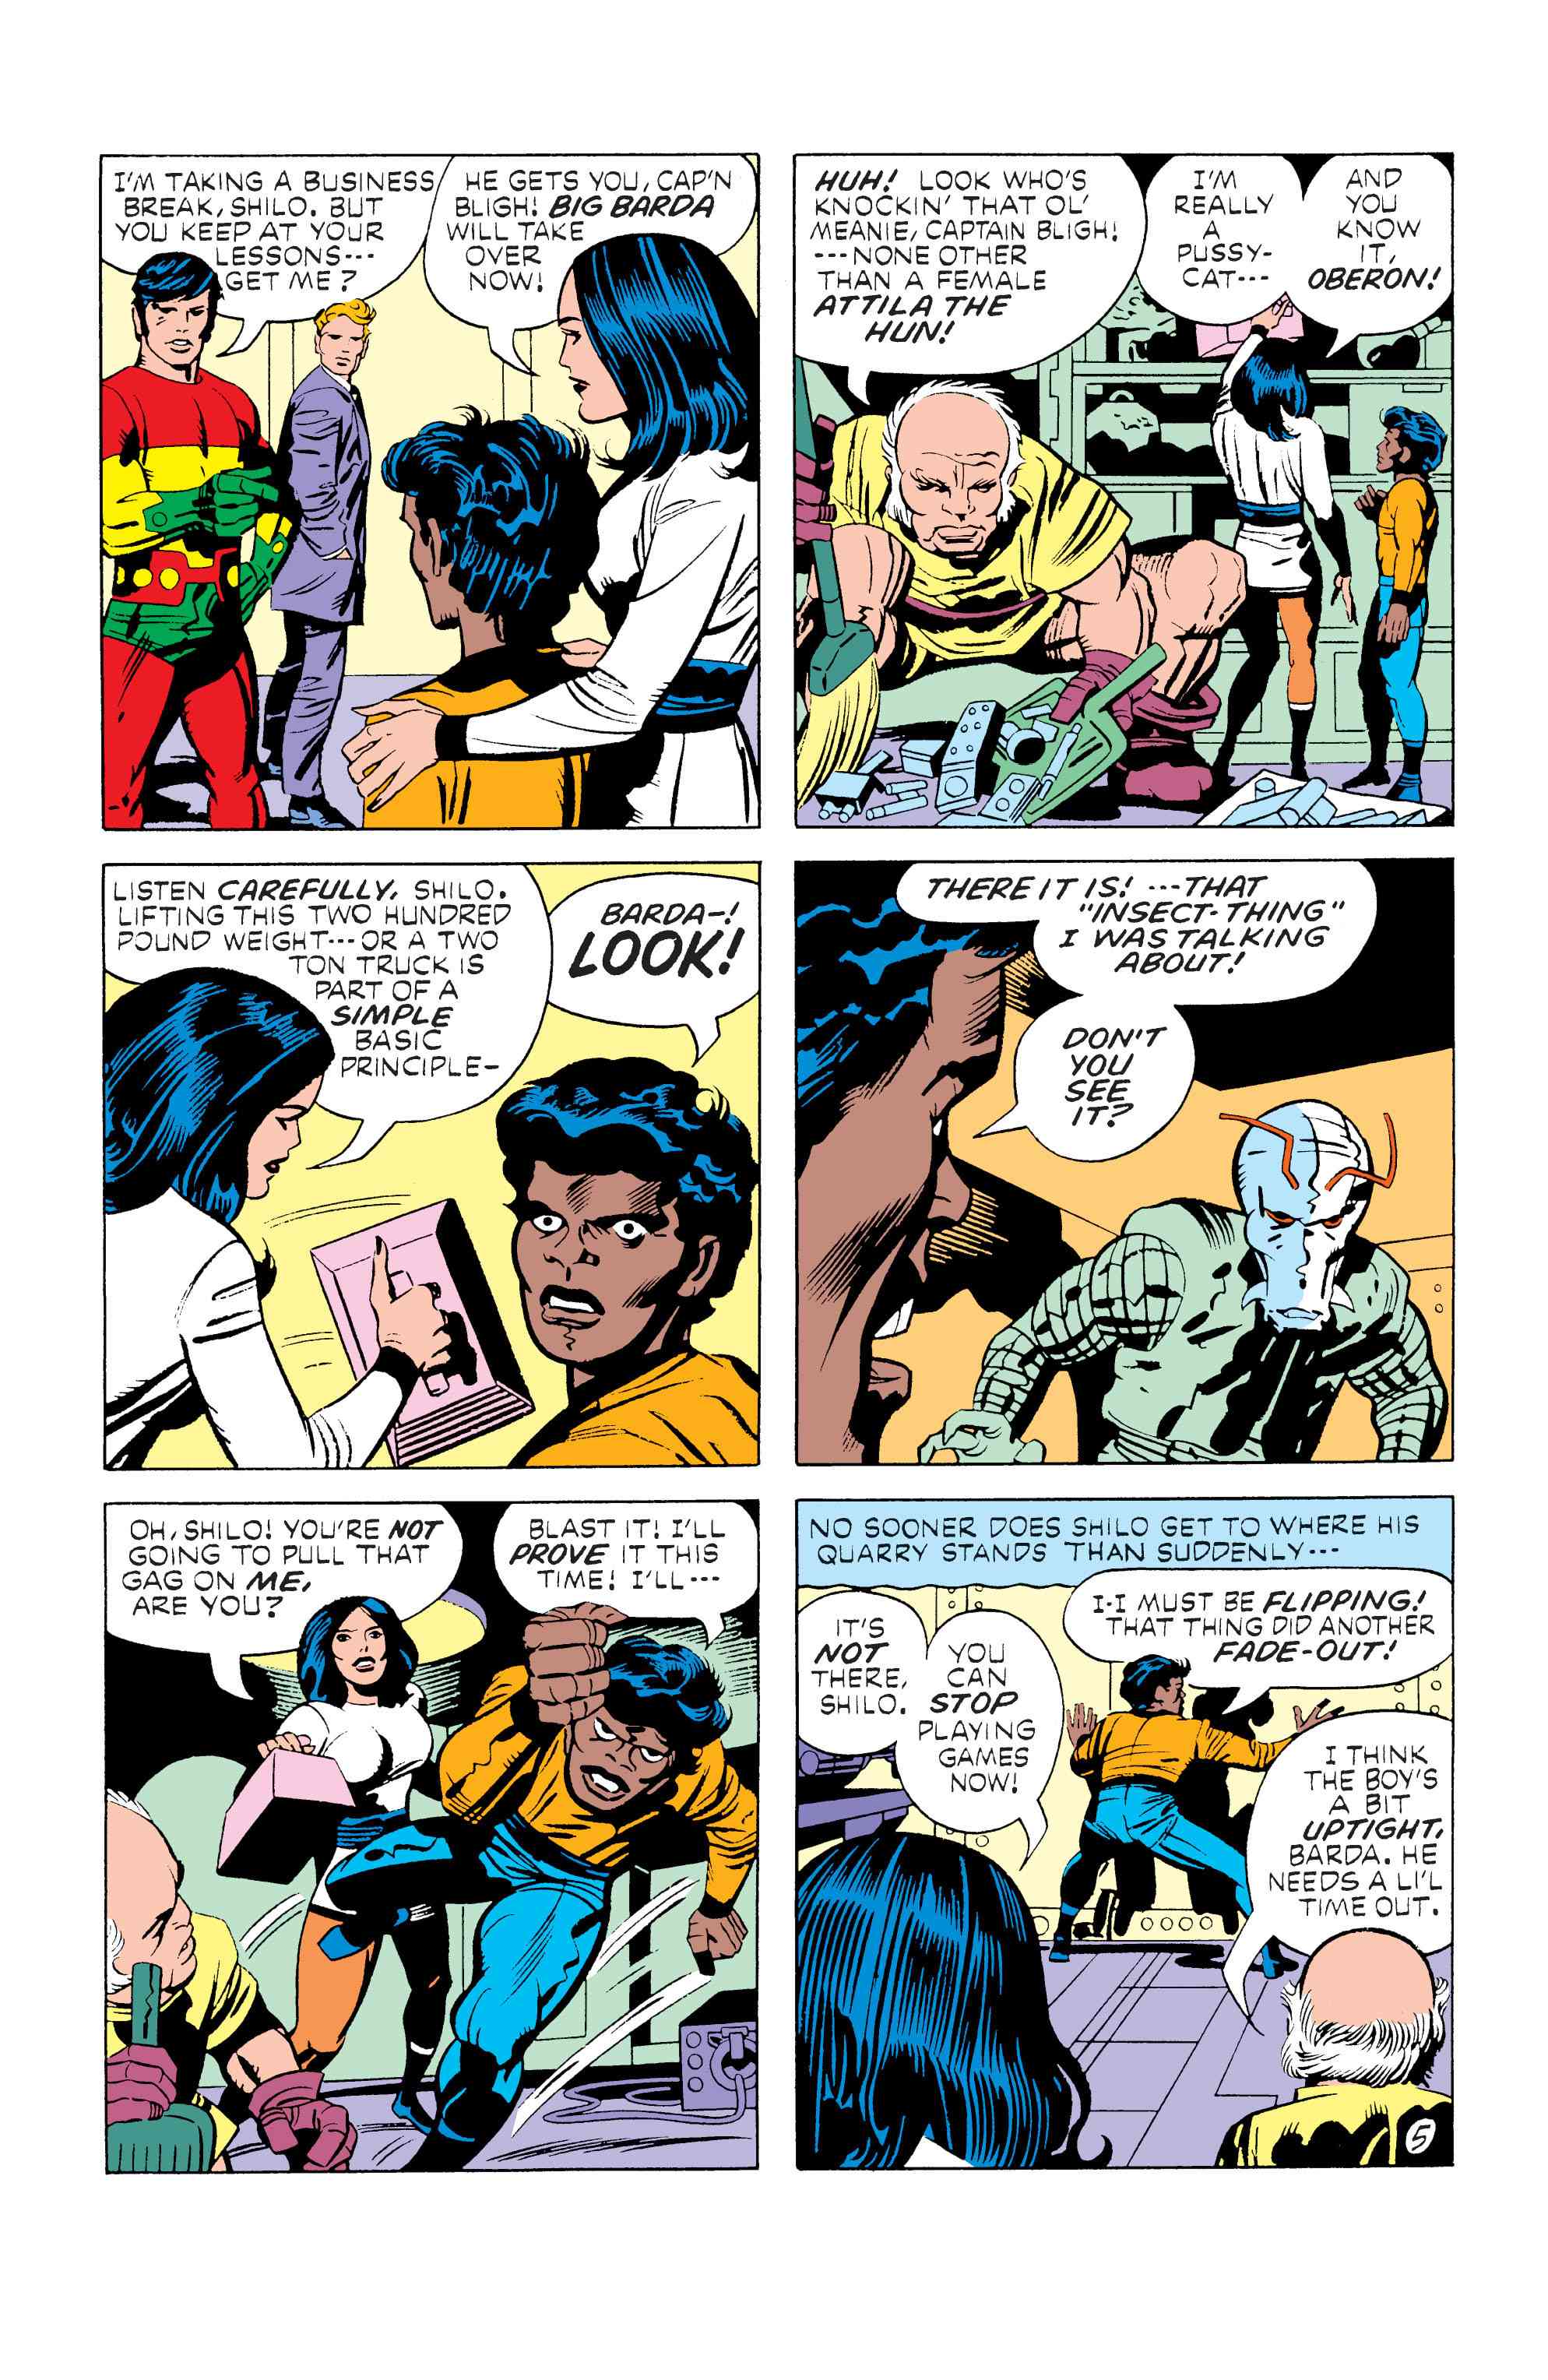 I'M TAKING A BUSINESS
BREAK, SHILO. BUT
YOU KEEP AT YOUR
LESSONS---
GET ME?
HE GETS YOU, CAP'N
BLIGH! BIG BARDA
WILL TAKE
OVER
NOW!
HUH! LOOK WHO'S
KNOCKIN' THAT OL'
MEANIE, CAPTAIN BLIGH!
---NONE OTHER
THAN A FEMALE
ATTILA THE
HUN!
I'M
REALLY
A
PUSSY-
CAT---
AND
YOU
KNOW
IT,
OBERON!
LISTEN CAREFULLY, SHILO.
LIFTING THIS TWO HUNDRED
POUND WEIGHT---OR A TWO
TON TRUCK IS
PART OF A
SIMPLE
BASIC
PRINCIPLE-
BARDA-!
LOOK!
THERE IT IS! ---THAT
"INSECT-THING"
I WAS TALKING
ABOUT!
DON'T
YOU
SEE
IT?
OH, SHILO! YOU'RE NOT
GOING TO PULL THAT
GAG ON ME,
ARE YOU?
BLAST IT! I'LL
PROVE IT THIS
TIME! I'LL---
NO SOONER DOES SHILO GET TO WHERE HIS
QUARRY STANDS THAN SUDDENLY---
IT'S
NOT
THERE,
SHILO.
YOU
CAN
STOP
PLAYING
GAMES
NOW!
I-I MUST BE FLIPPING!
THAT THING DID ANOTHER
FADE-OUT!
I THINK
THE BOY'S
A BIT
UPTIGHT,
BARDA. HE
NEEDS A LI'L
TIME OUT.
5